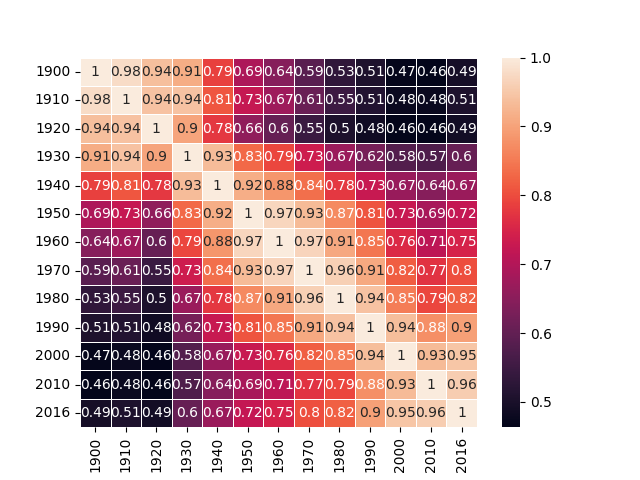 1900 1 0.98 0.94 0.91 0.79 0.69 0.64 0.59 0.53 0.51 0.47 0.46 0.49
1910 0.98 1 0.94 0.94 0.81 0.73 0.67 0.61 0.55 0.51 0.48 0.48 0.51
1920 0.94 0.94 1 0.9 0.78 0.66 0.6 0.55 0.5 0.48 0.46 0.46 0.49
1930 0.91 0.94 0.9 1 0.93 0.83 0.79 0.73 0.67 0.62 0.58 0.57 0.6
1940 0.79 0.81 0.78 0.93 1 0.92 0.88 0.84 0.78 0.73 0.67 0.64 0.67
1950 0.69 0.73 0.66 0.83 0.92 1 0.97 0.93 0.87 0.81 0.73 0.69 0.72
1960 0.64 0.67 0.6 0.79 0.88 0.97 1 0.97 0.91 0.85 0.76 0.71 0.75
1970 0.59 0.61 0.55 0.73 0.84 0.93 0.97 1 0.96 0.91 0.82 0.77 0.8
1980 0.53 0.55 0.5 0.67 0.78 0.87 0.91 0.96 1 0.94 0.85 0.79 0.82
1990 0.51 0.51 0.48 0.62 0.73 0.81 0.85 0.91 0.94 1 0.94 0.88 0.9
2000 0.47 0.48 0.46 0.58 0.67 0.73 0.76 0.82 0.85 0.94 1 0.93 0.95
2010 0.46 0.48 0.46 0.57 0.64 0.69 0.71 0.77 0.79 0.88 0.93 1 0.96
2016 0.49 0.51 0.49 0.6 0.67 0.72 0.75 0.8 0.82 0.9 0.95 0.96 1
1900 1910 1920 1930 1940 1950 1960 1970 1980 1990 2000 2010 2016
1.0
0.9
0.8
0.7
0.6
0.5